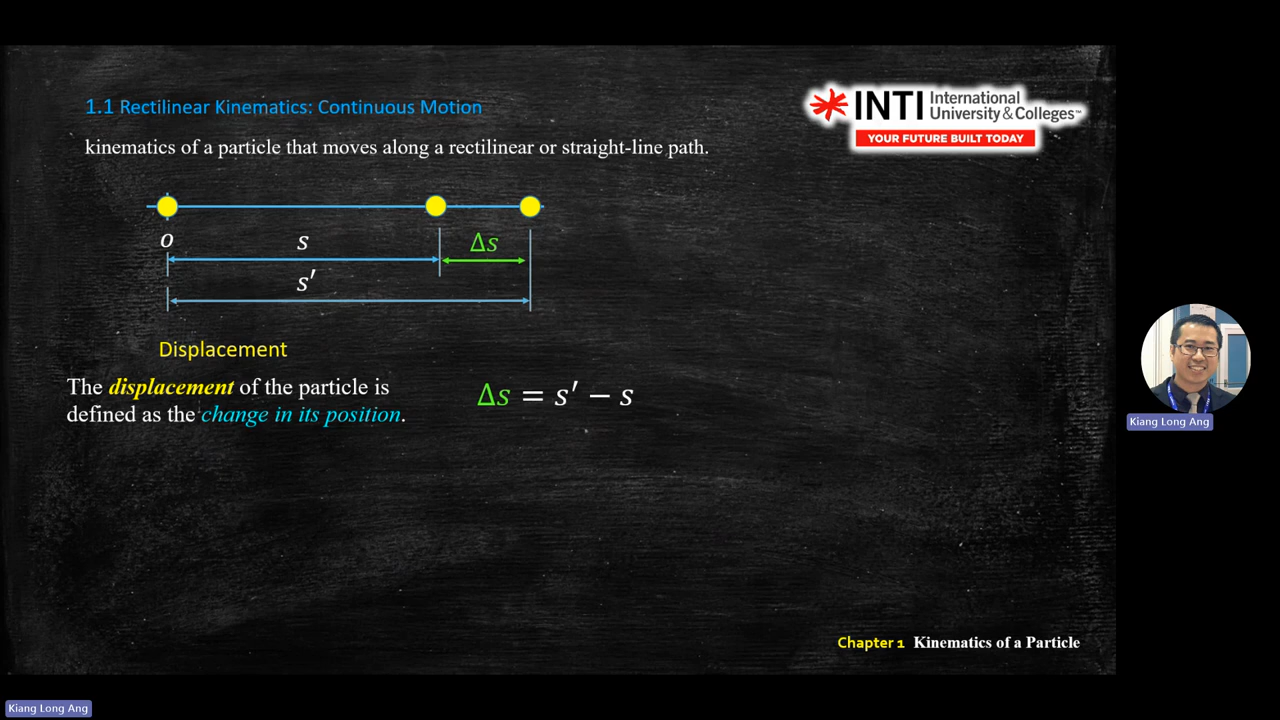 1.1 Rectilinear Kinematics: Continuous Motion
INTI International University & Colleges™
YOUR FUTURE BUILT TODAY
kinematics of a particle that moves along a rectilinear or straight-line path.
o
s
Δs
s′
Displacement
The displacement of the particle is
defined as the change in its position.
Δs = s′ − s
Kiang Long Ang
Chapter 1 Kinematics of a Particle
Kiang Long Ang